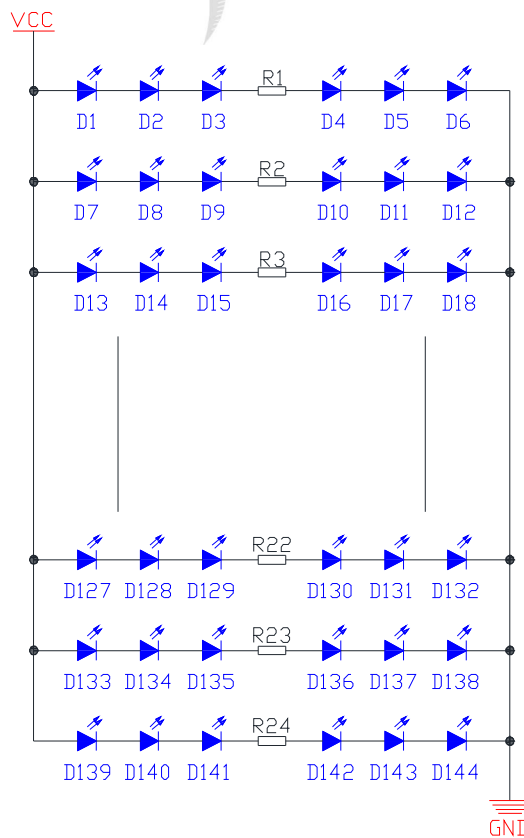 VCC
R1
D1 D2 D3 D4 D5 D6
R2
D7 D8 D9 D10 D11 D12
R3
D13 D14 D15 D16 D17 D18
R22
D127 D128 D129 D130 D131 D132
R23
D133 D134 D135 D136 D137 D138
R24
D139 D140 D141 D142 D143 D144
GNI